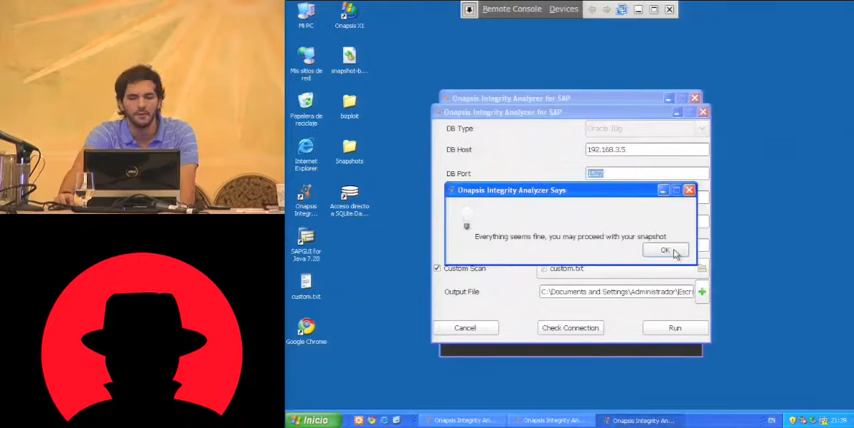 Remote Console Devices
Mi PC
Onapsis X1
Mis sitios de
red
snapshot-b...
Papelera de
reciclaje
bizploit
Internet
Explorer
Snapshots
Onapsis
Integr...
Acceso directo
a SQLite Da...
SAPGUI for
Java 7.20
custom.txt
Google Chrome
Onapsis Integrity Analyzer for SAP
Onapsis Integrity Analyzer for SAP
DB Type
Oracle 10g
DB Host
192.168.3.5
DB Port
1527
Onapsis Integrity Analyzer Says
Everything seems fine, you may proceed with your snapshot
OK
Custom Scan
custom.txt
Output File
C:\Documents and Settings\Administrador\Escri
Cancel
Check Connection
Run
Inicio
Onapsis Integrity An...
Onapsis Integrity An...
Onapsis Integrity An...
EN
21:39
DELL